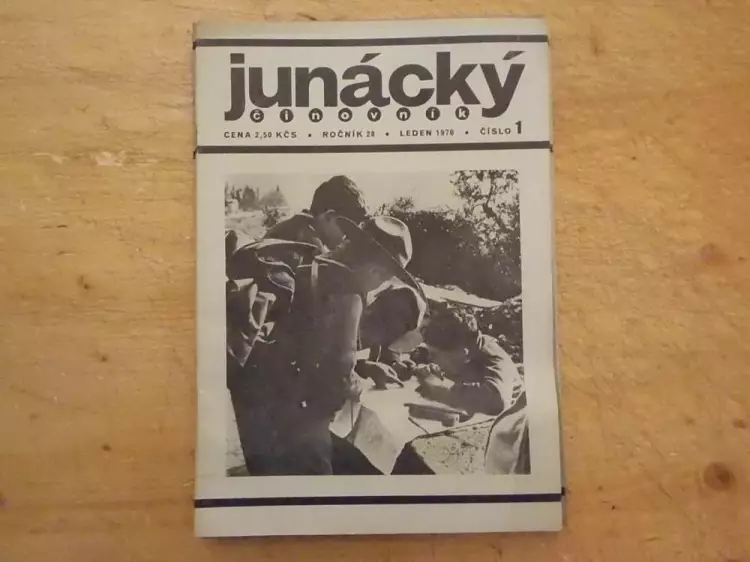 junácký
činovník
CENA 2,50 KČS • ROČNÍK 28 • LEDEN 1970 • ČÍSLO 1